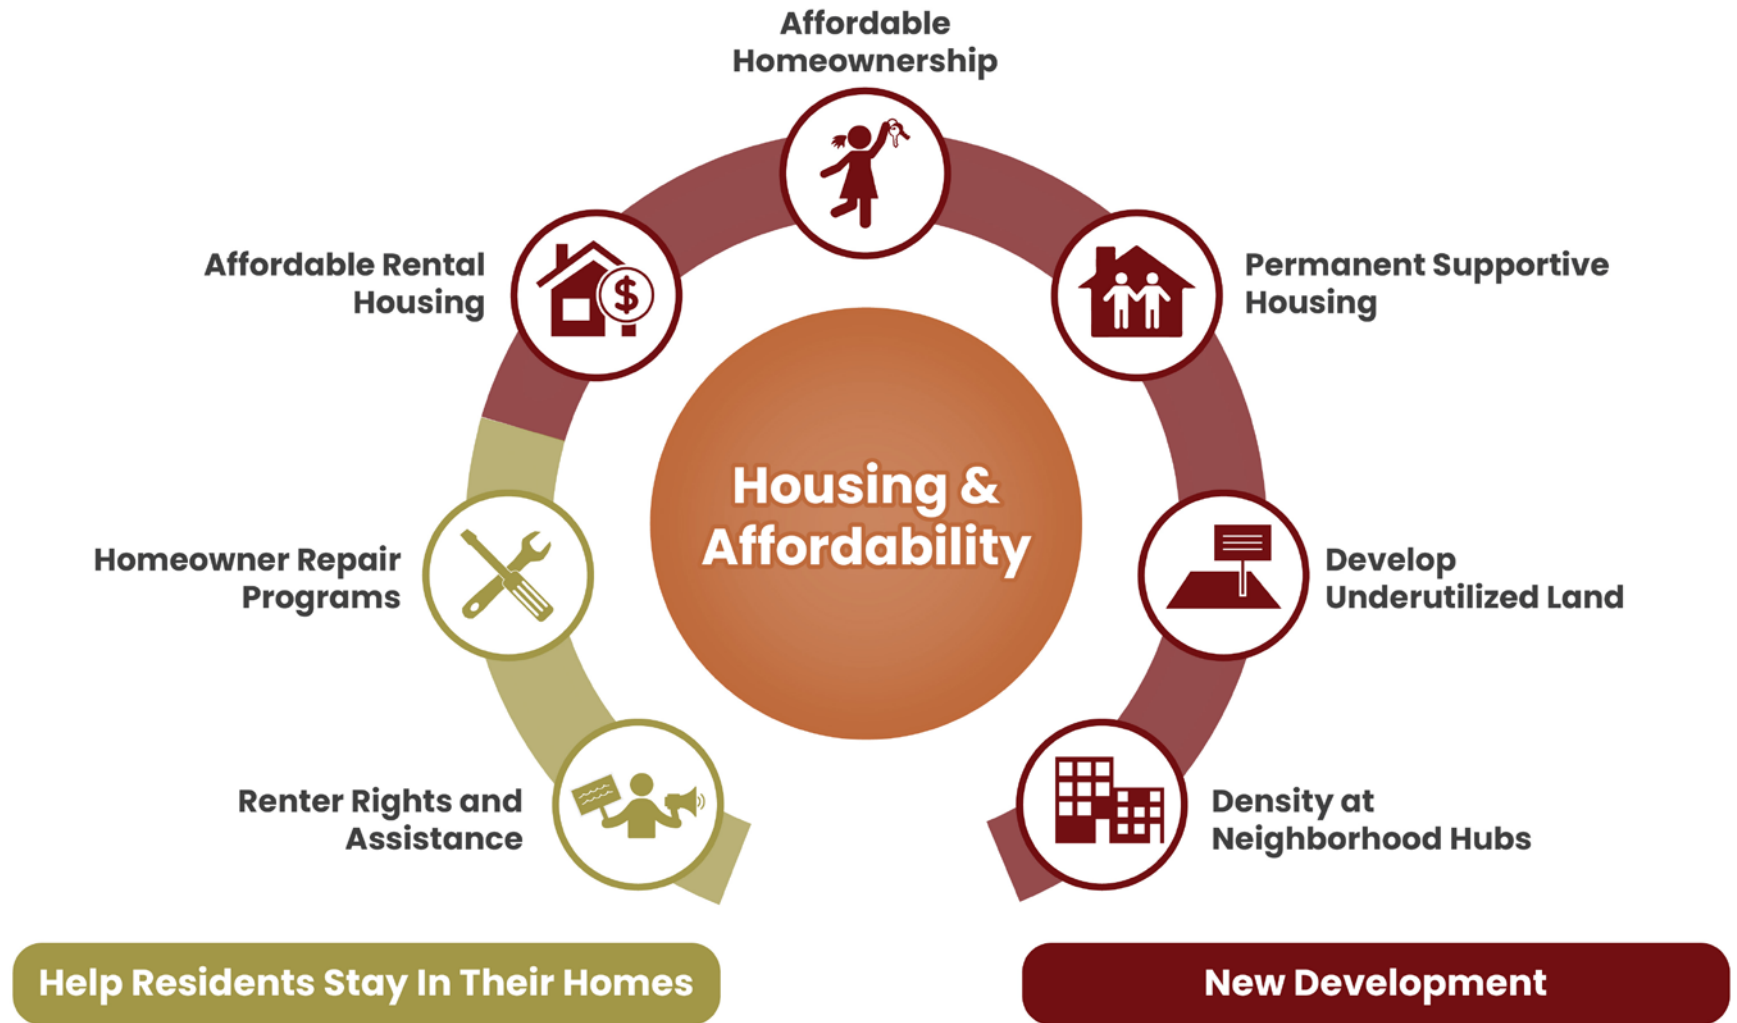 Affordable
Homeownership
Affordable Rental
Housing
Permanent Supportive
Housing
$
Housing &
Affordability
Homeowner Repair
Programs
Develop
Underutilized Land
Renter Rights and
Assistance
Density at
Neighborhood Hubs
Help Residents Stay In Their Homes
New Development